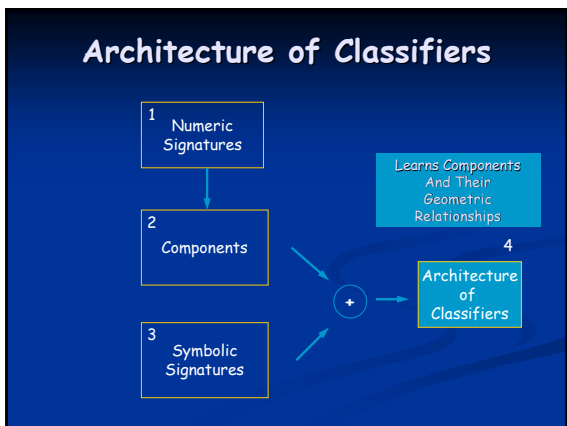 Architecture of Classifiers
1
Numeric
Signatures
Learns Components
And Their
Geometric
Relationships
2
Components
4
Architecture
of
Classifiers
+
3
Symbolic
Signatures